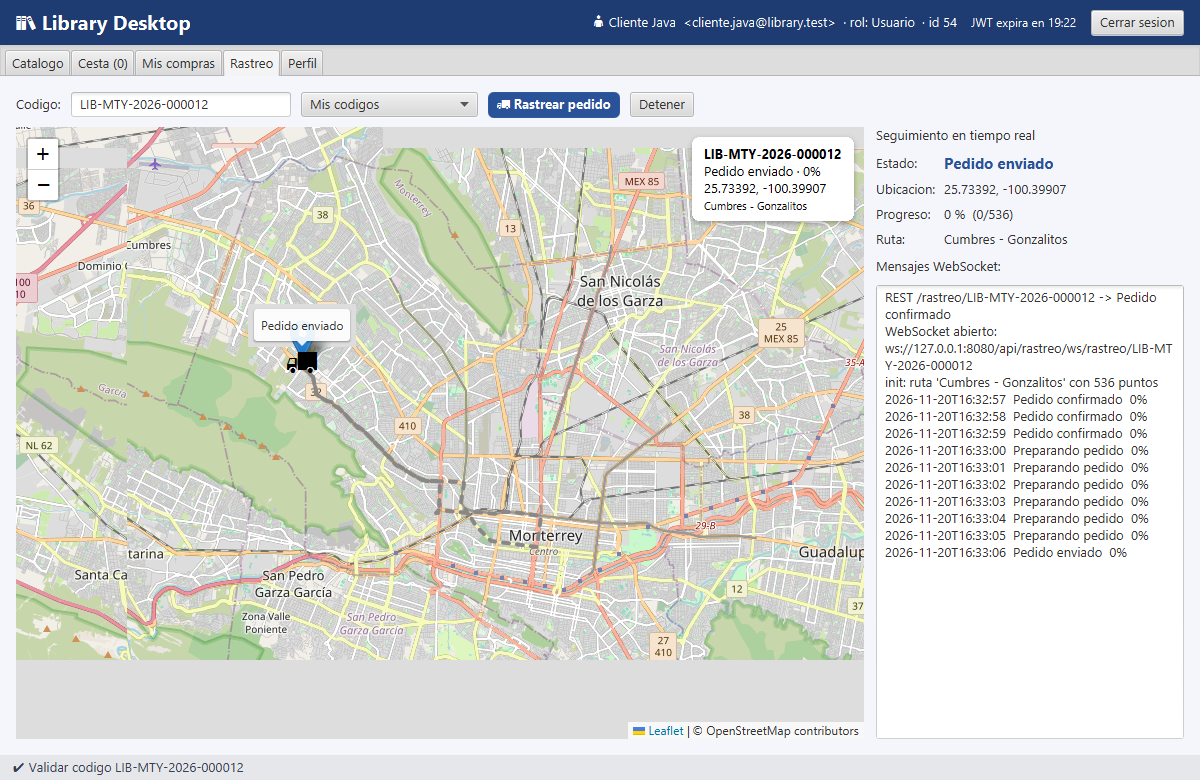 Library Desktop
Cliente Java <cliente.java@library.test> · rol: Usuario · id 54 JWT expira en 19:22 Cerrar sesion
Catalogo Cesta (0) Mis compras Rastreo Perfil
Codigo: LIB-MTY-2026-000012 Mis codigos Rastrear pedido Detener
+
−
LIB-MTY-2026-000012
Pedido enviado · 0%
25.73392, -100.39907
Cumbres - Gonzalitos
MEX 85
Monterrey
36
38
13
Cumbres
Dominio
100
10
San Nicolás
de los Garza
25
MEX 85
San Nicolás
de los Garza
35-A
Pedido enviado
32
García
410
38
NL 62
29-B
Monterrey
Centro
Guadalup
tarina
Santa Ca
San Pedro
Garza García
12
37
Zona Valle
Poniente
San Pedro
Garza García
27
410
Leaflet | © OpenStreetMap contributors
Seguimiento en tiempo real
Estado: Pedido enviado
Ubicacion: 25.73392, -100.39907
Progreso: 0 % (0/536)
Ruta: Cumbres - Gonzalitos
Mensajes WebSocket:
REST /rastreo/LIB-MTY-2026-000012 -> Pedido
confirmado
WebSocket abierto:
ws://127.0.0.1:8080/api/rastreo/ws/rastreo/LIB-MT
Y-2026-000012
init: ruta 'Cumbres - Gonzalitos' con 536 puntos
2026-11-20T16:32:57 Pedido confirmado 0%
2026-11-20T16:32:58 Pedido confirmado 0%
2026-11-20T16:32:59 Pedido confirmado 0%
2026-11-20T16:33:00 Preparando pedido 0%
2026-11-20T16:33:01 Preparando pedido 0%
2026-11-20T16:33:02 Preparando pedido 0%
2026-11-20T16:33:03 Preparando pedido 0%
2026-11-20T16:33:04 Preparando pedido 0%
2026-11-20T16:33:05 Preparando pedido 0%
2026-11-20T16:33:06 Pedido enviado 0%
✔ Validar codigo LIB-MTY-2026-000012